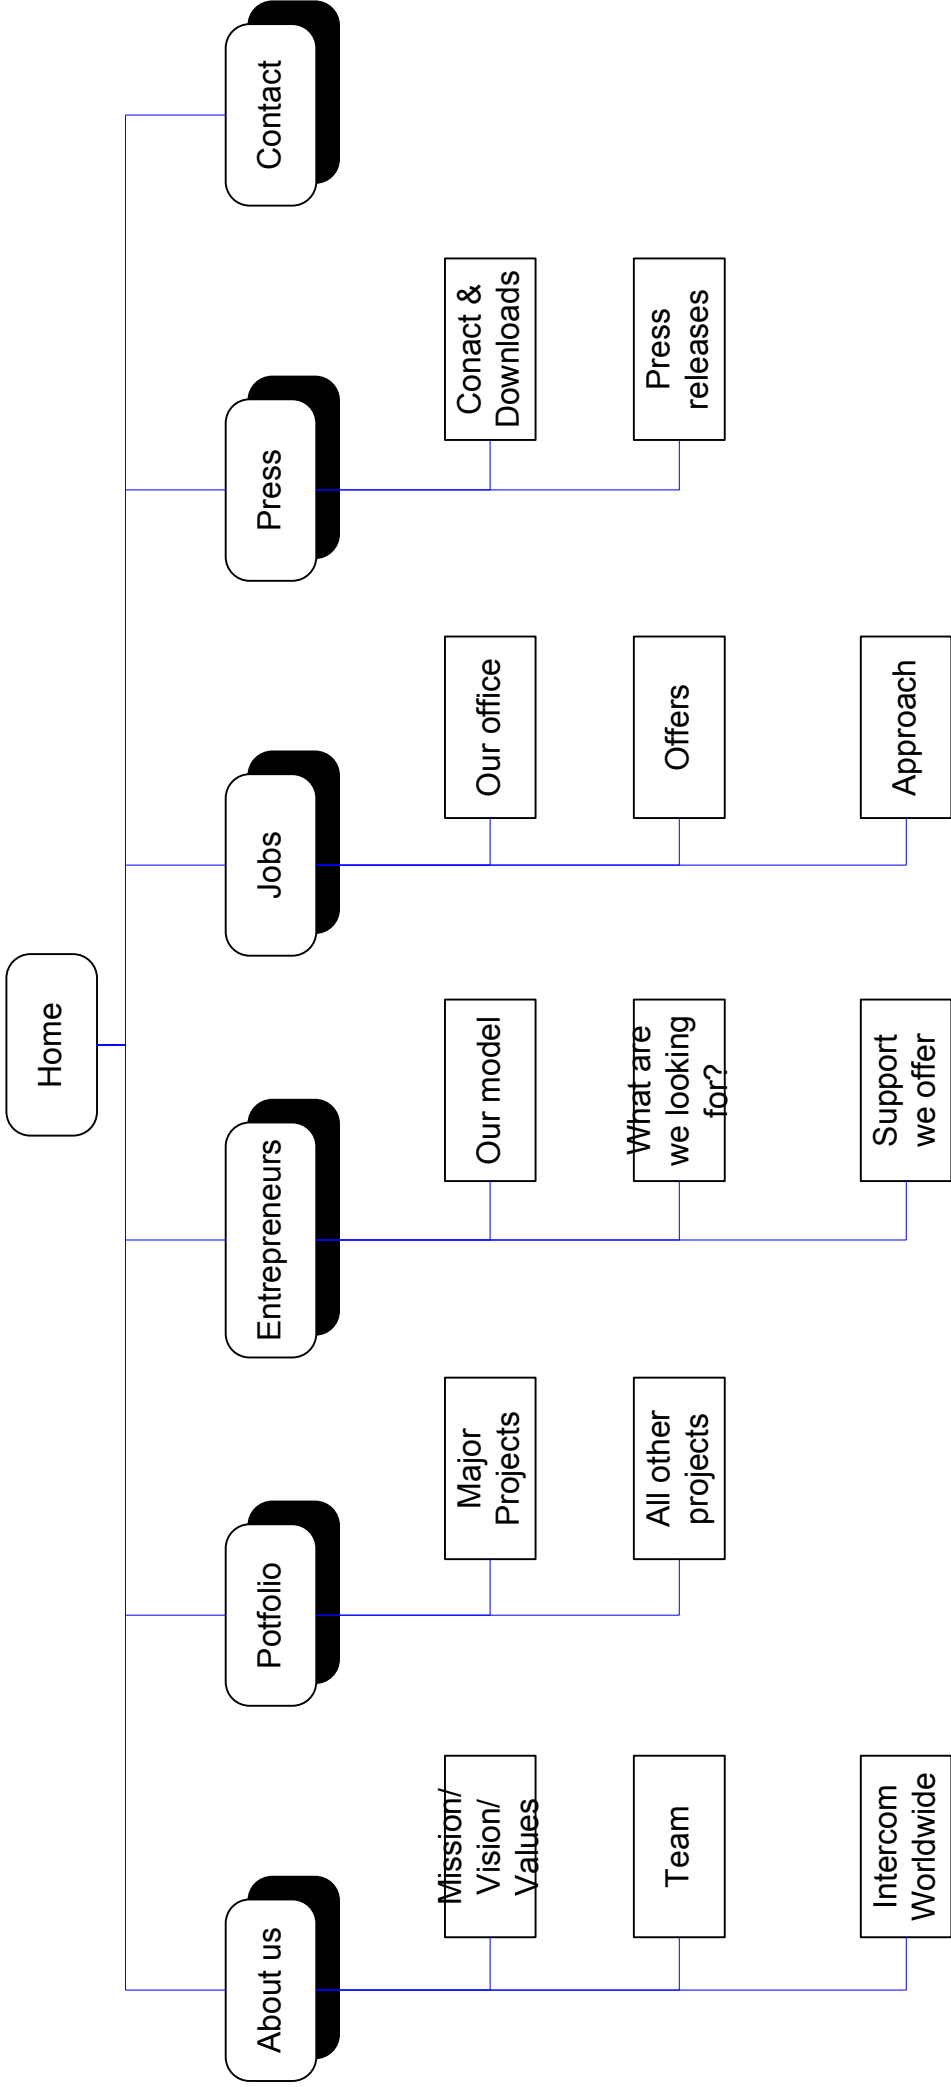 Home
About us
Potfolio
Entrepreneurs
Jobs
Press
Contact
Mission/
Vision/
Values
Major
Projects
Our model
Our office
Conact &
Downloads
Team
All other
projects
What are
we looking
for?
Offers
Press
releases
Intercom
Worldwide
Support
we offer
Approach